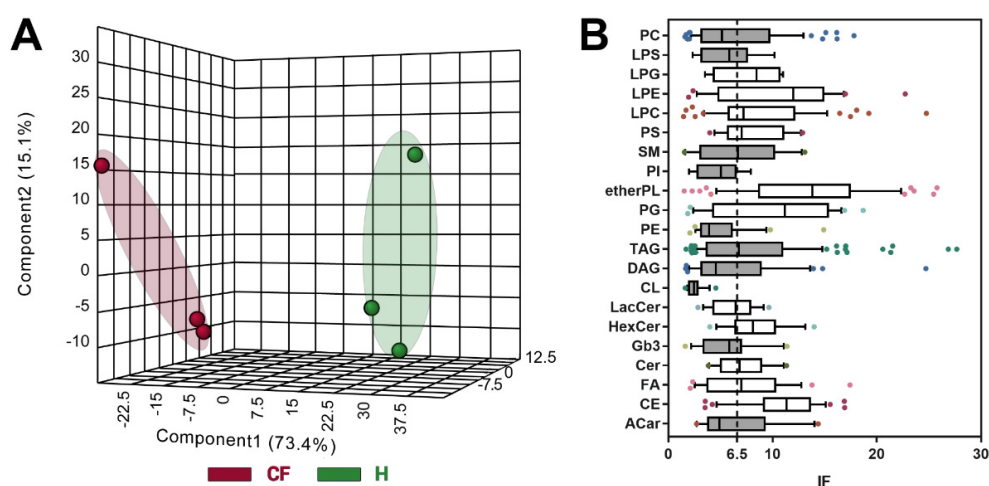 A
Component2 (15.1%)
30
25
20
15
10
5
0
-5
-10
-22.5
-15
-7.5
0
7.5
15
22.5
30
37.5
12.5
0
-7.5
Component1 (73.4%)
CF
H
B
PC
LPS
LPG
LPE
LPC
PS
SM
PI
etherPL
PG
PE
TAG
DAG
CL
LacCer
HexCer
Gb3
Cer
FA
CE
ACar
0
6.5
10
20
30
IF